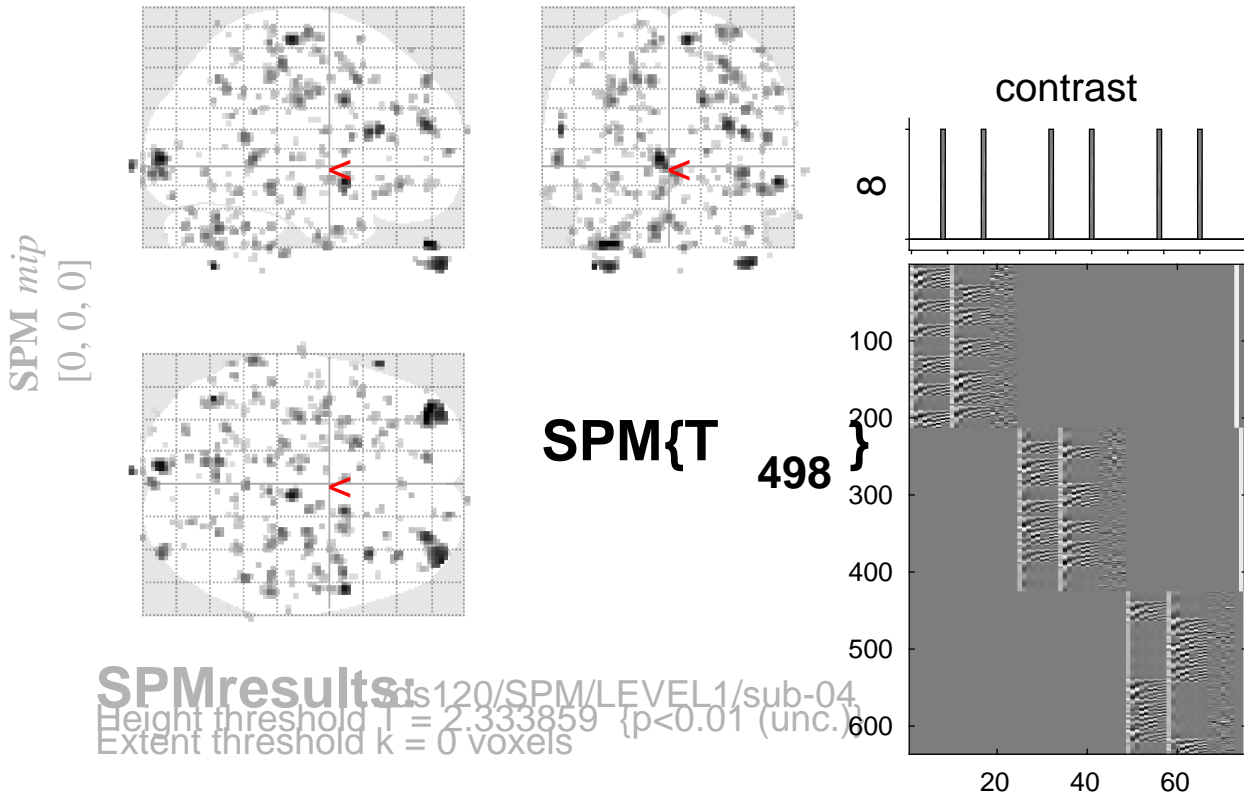 SPM mip
[0, 0, 0]
<
<
<
SPM{T 498 }
SPMresults: /ds120/SPM/LEVEL1/sub-04
Height threshold T = 2.333859 {p<0.01 (unc.)}
Extent threshold k = 0 voxels
contrast
8
100
200
300
400
500
600
20 40 60